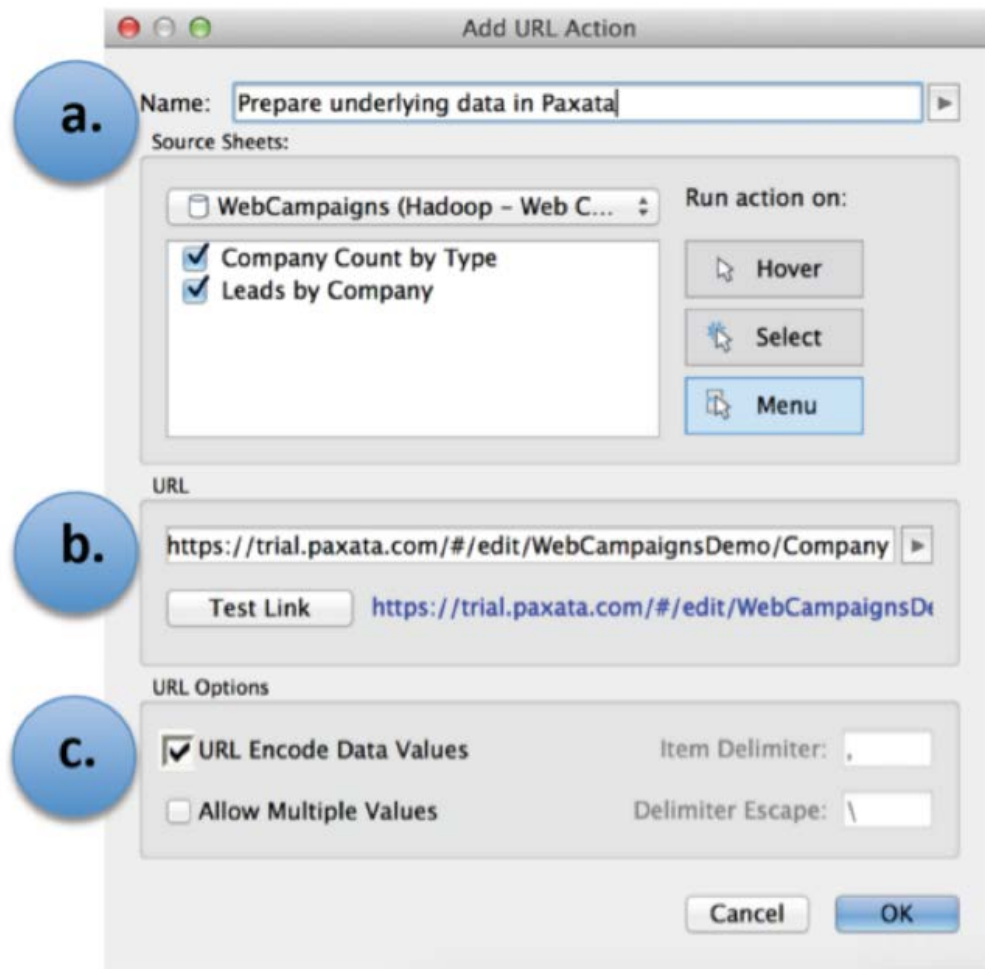 Add URL Action
a.
Name: Prepare underlying data in Paxata
Source Sheets:
WebCampaigns (Hadoop – Web C...
Run action on:
Company Count by Type
Leads by Company
Hover
Select
Menu
b.
URL
https://trial.paxata.com/#/edit/WebCampaignsDemo/Company
Test Link https://trial.paxata.com/#/edit/WebCampaignsDe
c.
URL Options
URL Encode Data Values Item Delimiter: ,
Allow Multiple Values Delimiter Escape: \
Cancel OK